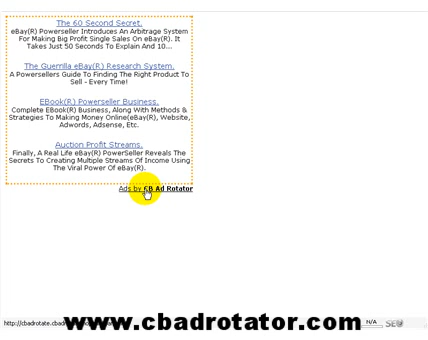 The 60 Second Secret.
eBay(R) Powerseller Introduces An Arbitrage System
For Making Big Profit Single Sales On eBay(R). It
Takes Just 50 Seconds To Explain And 10...
The Guerrilla eBay(R) Research System.
A Powersellers Guide To Finding The Right Product To
Sell - Every Time!
EBook(R) Powerseller Business.
Complete EBook(R) Business, Along With Methods &
Strategies To Making Money Online(eBay(R), Website,
Adwords, Adsense, Etc.
Auction Profit Streams.
Finally, A Real Life eBay(R) PowerSeller Reveals The
Secrets To Creating Multiple Streams Of Income Using
The Viral Power Of eBay(R).
Ads by CB Ad Rotator
www.cbadrotator.com
http://cbadrotate.cbad
N/A